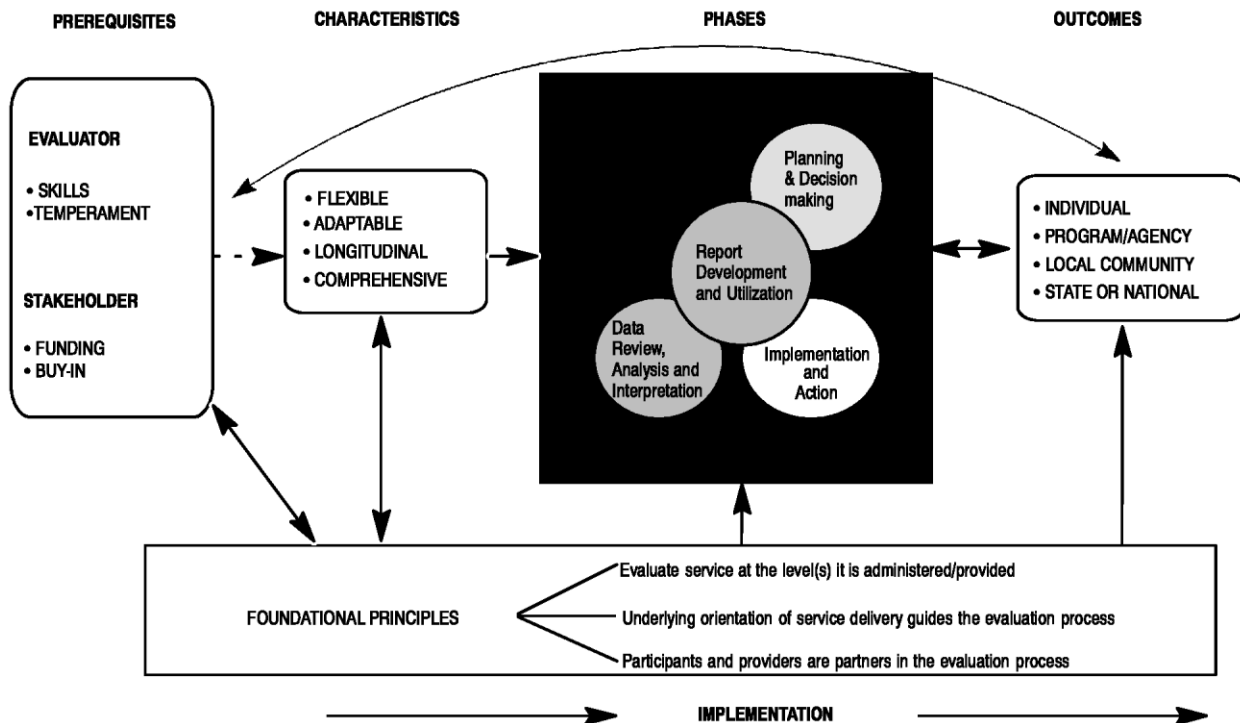 PREREQUISITES
CHARACTERISTICS
PHASES
OUTCOMES
EVALUATOR
• SKILLS
• TEMPERAMENT
STAKEHOLDER
• FUNDING
• BUY-IN
• FLEXIBLE
• ADAPTABLE
• LONGITUDINAL
• COMPREHENSIVE
Planning
& Decision
making
Report
Development
and Utilization
Data
Review,
Analysis and
Interpretation
Implementation
and
Action
• INDIVIDUAL
• PROGRAM/AGENCY
• LOCAL COMMUNITY
• STATE OR NATIONAL
FOUNDATIONAL PRINCIPLES
Evaluate service at the level(s) it is administered/provided
Underlying orientation of service delivery guides the evaluation process
Participants and providers are partners in the evaluation process
IMPLEMENTATION